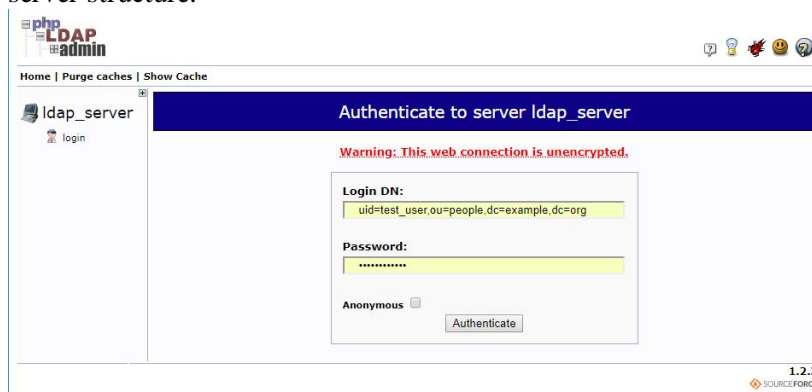 server structure.
php
LDAP
admin
Home | Purge caches | Show Cache
ldap_server
login
Authenticate to server ldap_server
Warning: This web connection is unencrypted.
Login DN:
uid=test_user,ou=people,dc=example,dc=org
Password:
••••••••••••
Anonymous
Authenticate
1.2.
SOURCEFORG